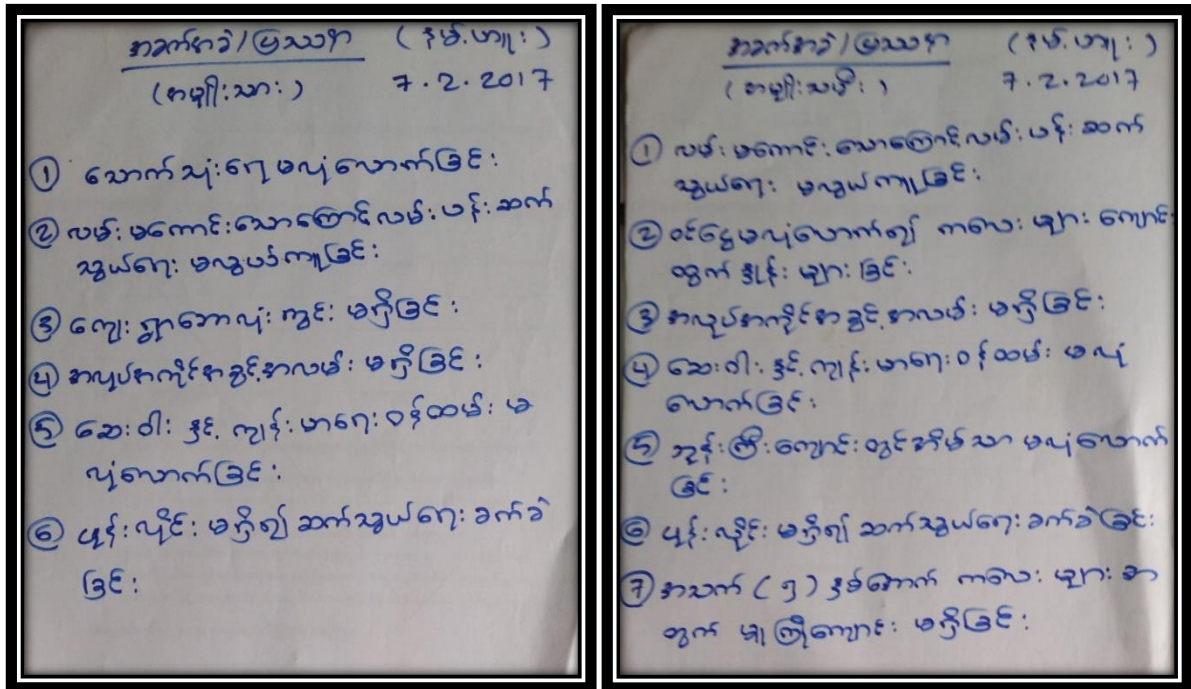 အခက်အခဲ/ပြဿနာ (နမ့်.ဟူး)
(အမျိုးသား) 7.2.2017
① သောက်သုံးရေမလုံလောက်ခြင်း
② လမ်းမကောင်းသောကြောင့်လမ်းပန်းဆက်
သွယ်ရေး မလွယ်ကူခြင်း
③ ကျေးရွာဘောလုံးကွင်း မရှိခြင်း
④ အလုပ်အကိုင်အခွင့်အလမ်း မရှိခြင်း
⑤ ဆေးဝါး နှင့် ကျန်းမာရေးဝန်ထမ်း မ
လုံလောက်ခြင်း
⑥ ဖုန်းလိုင်း မရှိ၍ ဆက်သွယ်ရေးခက်ခဲ
ခြင်း
အခက်အခဲ/ပြဿနာ (နမ့်.ဟူး)
(အမျိုးသမီး) 7.2.2017
① လမ်းမကောင်းသောကြောင့်လမ်းပန်းဆက်
သွယ်ရေး မလွယ်ကူခြင်း
② ဝင်ငွေမလုံလောက်၍ ကလေးများ ကျောင်း
ထွက်နှုန်းများခြင်း
③ အလုပ်အကိုင်အခွင့်အလမ်း မရှိခြင်း
④ ဆေးဝါး နှင့် ကျန်းမာရေးဝန်ထမ်း မလုံ
လောက်ခြင်း
⑤ ဘုန်းကြီးကျောင်းတွင်အိမ်သာ မလုံလောက်
ခြင်း
⑥ ဖုန်းလိုင်း မရှိ၍ ဆက်သွယ်ရေးခက်ခဲခြင်း
⑦ အသက် (၅) နှစ်အောက် ကလေးများအ
တွက် မူကြိုကျောင်း မရှိခြင်း